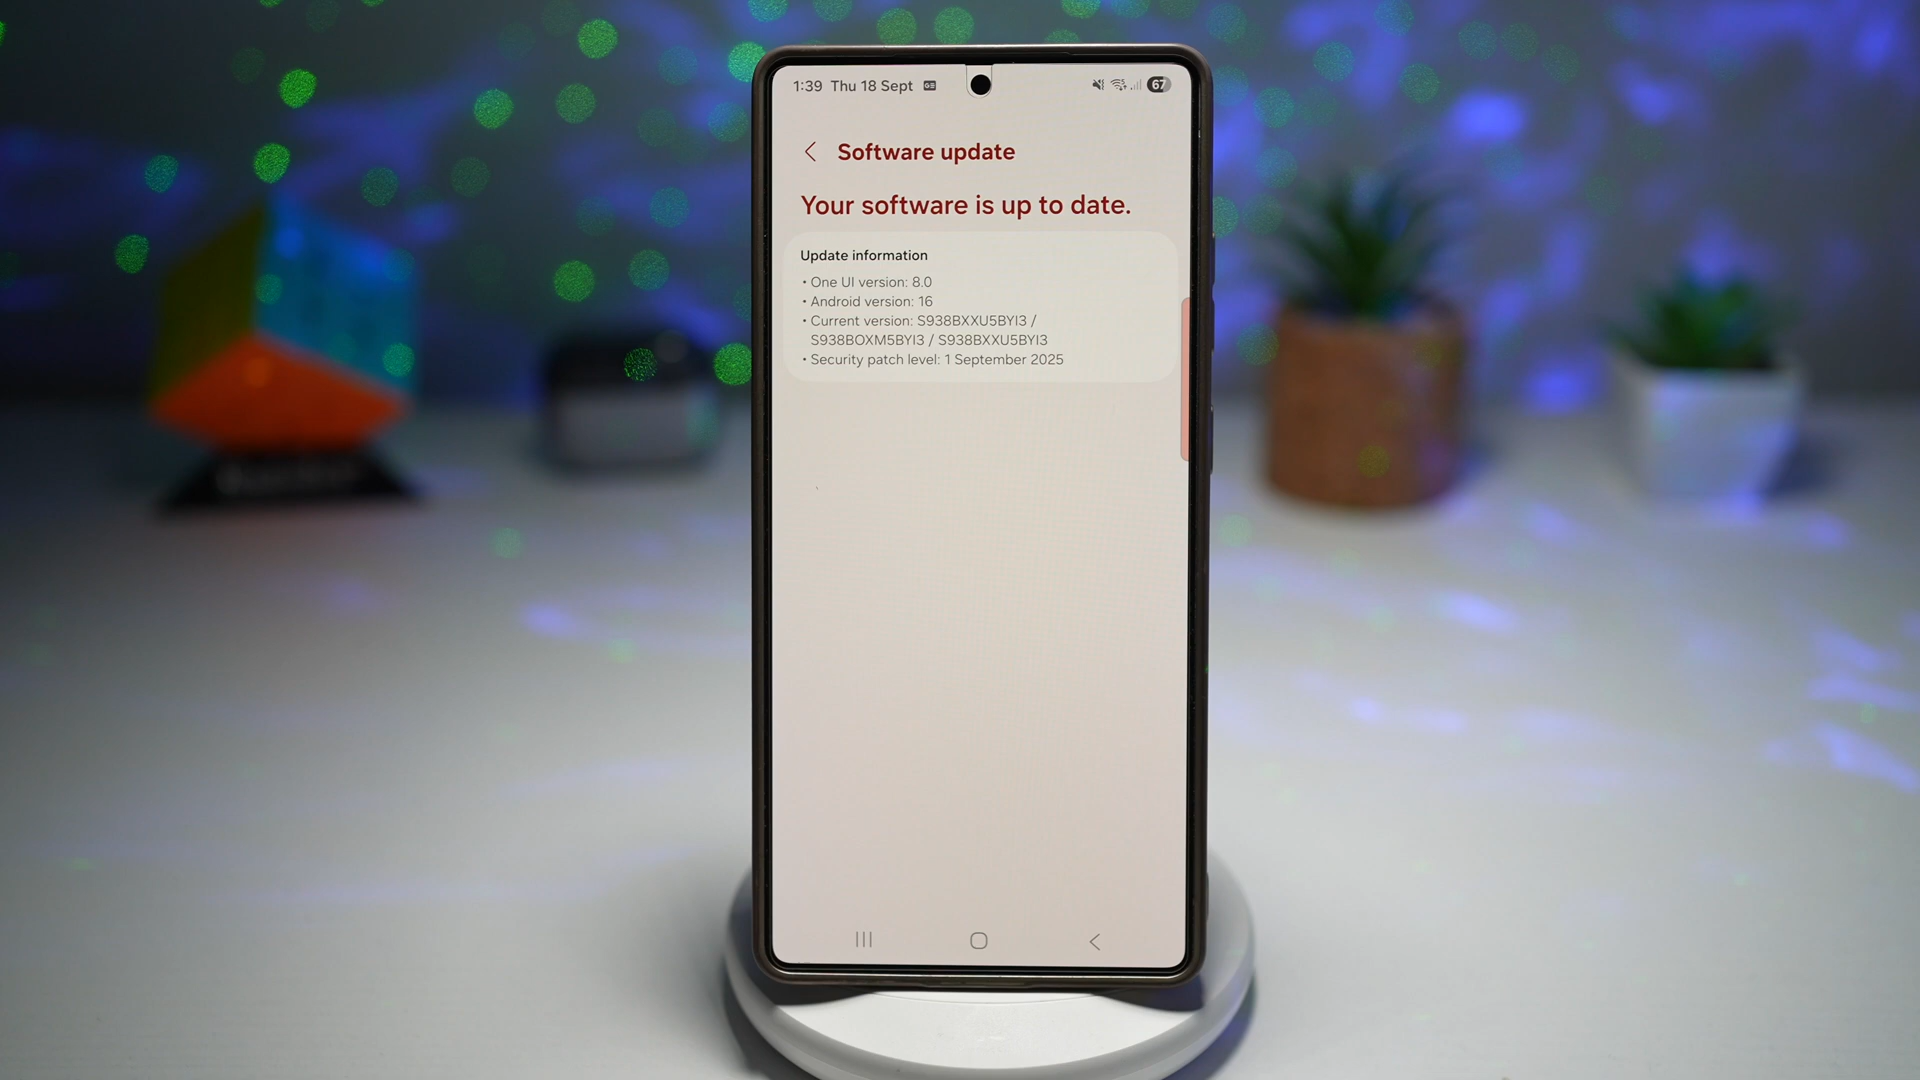 1:39 Thu 18 Sept 67
Software update
Your software is up to date.
Update information
• One UI version: 8.0
• Android version: 16
• Current version: S938BXXU5BYI3 /
S938BOXM5BYI3 / S938BXXU5BYI3
• Security patch level: 1 September 2025